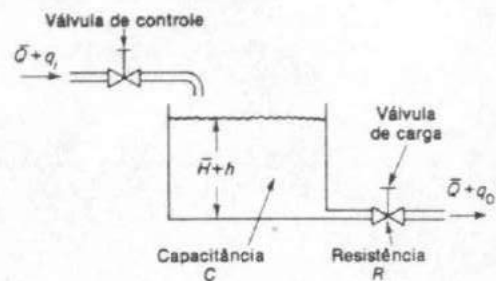 Válvula de controle
Q̄ + qᵢ
Válvula
de carga
H̄ + h
Q̄ + q₀
Capacitância
C
Resistência
R